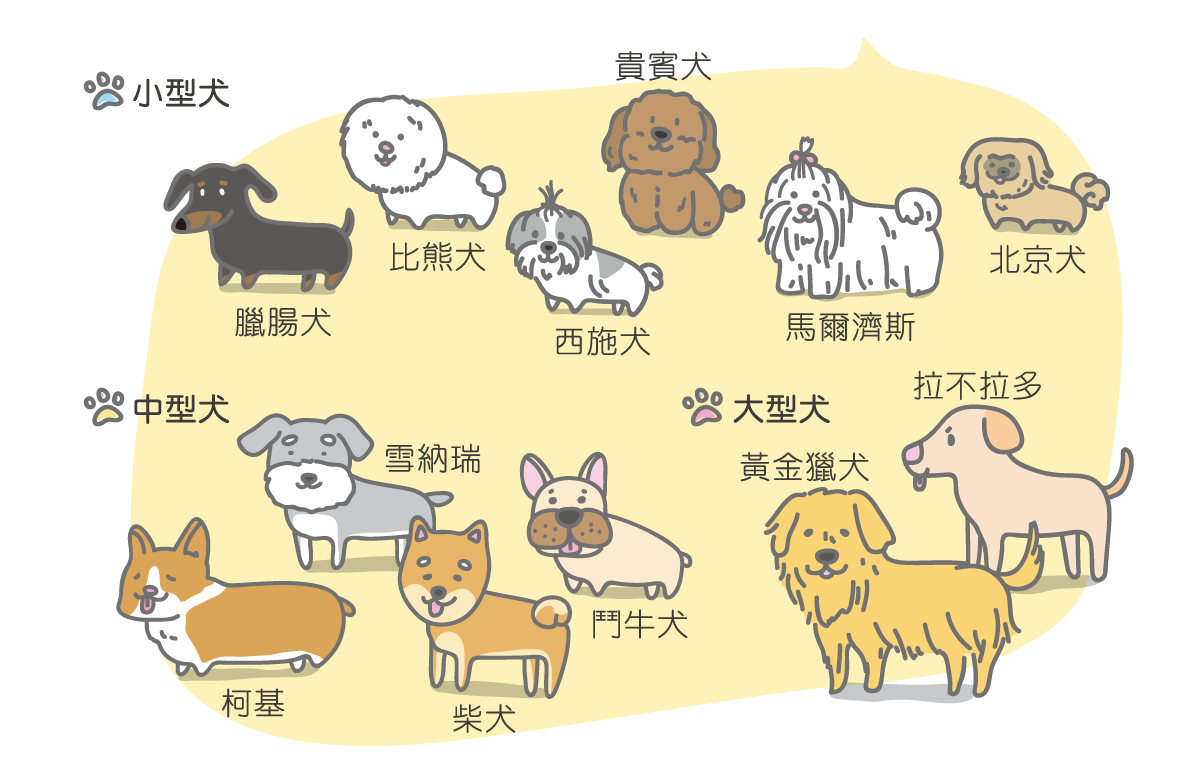 小型犬
貴賓犬
比熊犬
北京犬
臘腸犬
西施犬
馬爾濟斯
中型犬
大型犬
拉不拉多
雪納瑞
黃金獵犬
鬥牛犬
柯基
柴犬